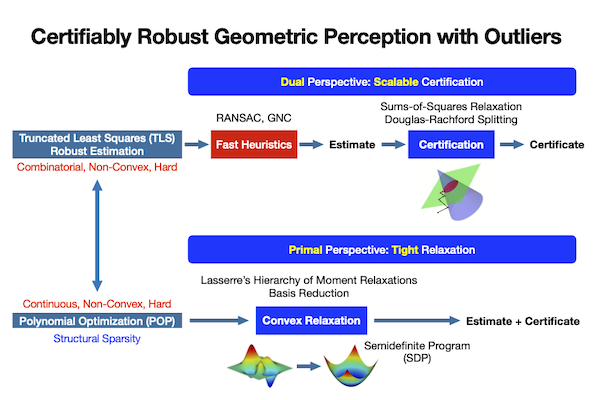 Certifiably Robust Geometric Perception with Outliers
Dual Perspective: Scalable Certification
RANSAC, GNC
Sums-of-Squares Relaxation
Douglas-Rachford Splitting
Truncated Least Squares (TLS)
Robust Estimation
Fast Heuristics
Estimate
Certification
Certificate
Combinatorial, Non-Convex, Hard
Primal Perspective: Tight Relaxation
Lasserre's Hierarchy of Moment Relaxations
Basis Reduction
Continuous, Non-Convex, Hard
Polynomial Optimization (POP)
Convex Relaxation
Estimate + Certificate
Structural Sparsity
Semidefinite Program
(SDP)